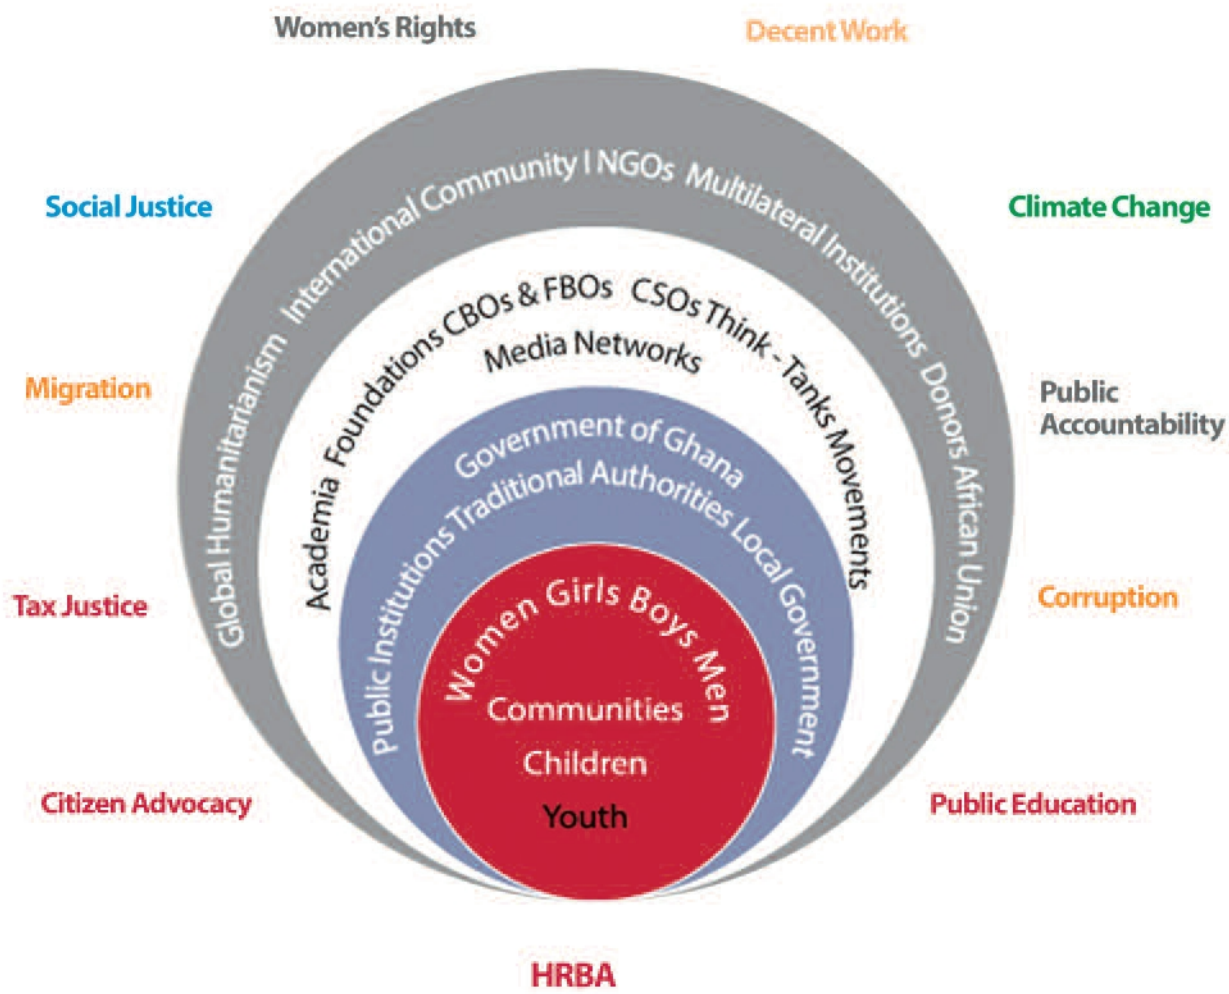 Women's Rights
Decent Work
Social Justice
Climate Change
Migration
Public
Accountability
Tax Justice
Corruption
Citizen Advocacy
Public Education
Global Humanitarianism International Community I NGOs Multilateral Institutions Donors African Union
Academia Foundations CBOs & FBOs CSOs Think - Tanks Movements
Media Networks
Government of Ghana
Public Institutions Traditional Authorities Local Government
Women Girls Boys Men
Communities
Children
Youth
HRBA